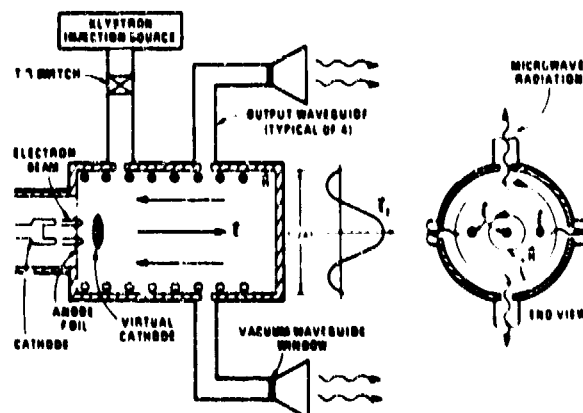 KLYSTRON
INJECTION SOURCE
T R SWITCH
OUTPUT WAVEGUIDE
(TYPICAL OF 4)
MICROWAVE
RADIATION
ELECTRON
BEAM
ANODE
FOIL
CATHODE
VIRTUAL
CATHODE
VACUUM WAVEGUIDE
WINDOW
END VIEW